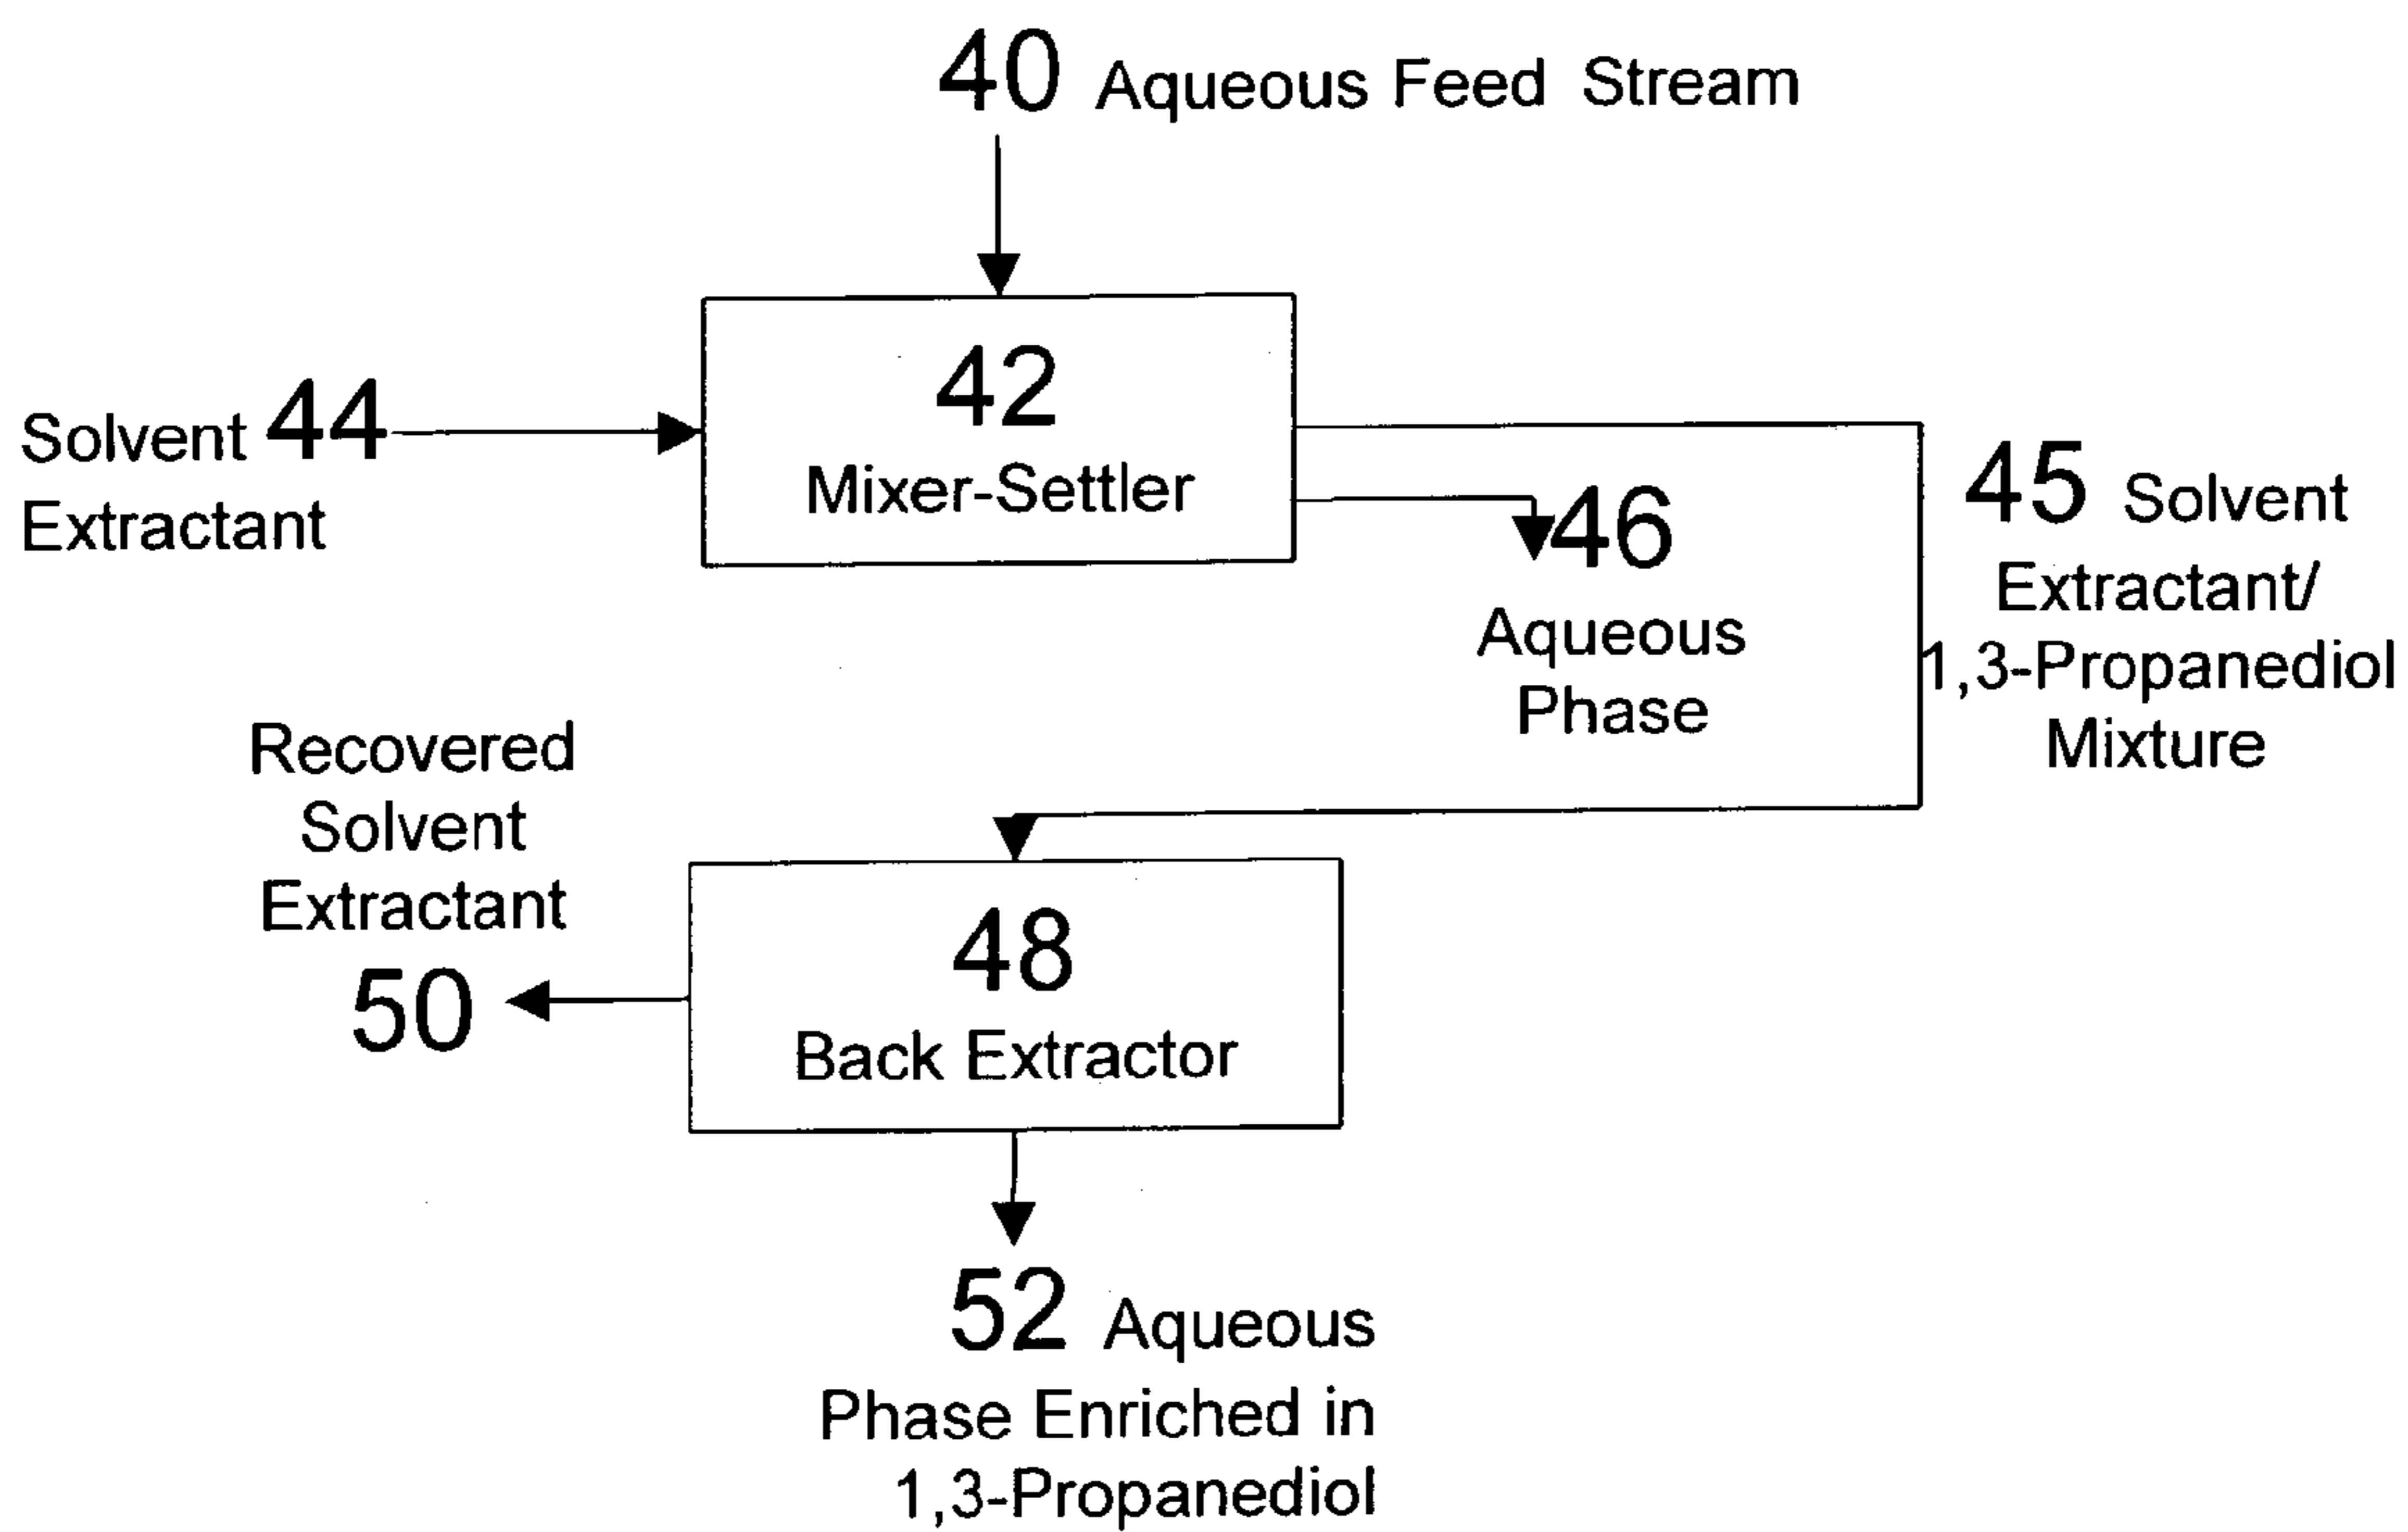 40 Aqueous Feed Stream
42
Mixer-Settler
Solvent 44
Extractant
46
Aqueous
Phase
45 Solvent
Extractant/
1,3-Propanediol
Mixture
Recovered
Solvent
Extractant
50
48
Back Extractor
52 Aqueous
Phase Enriched in
1,3-Propanediol